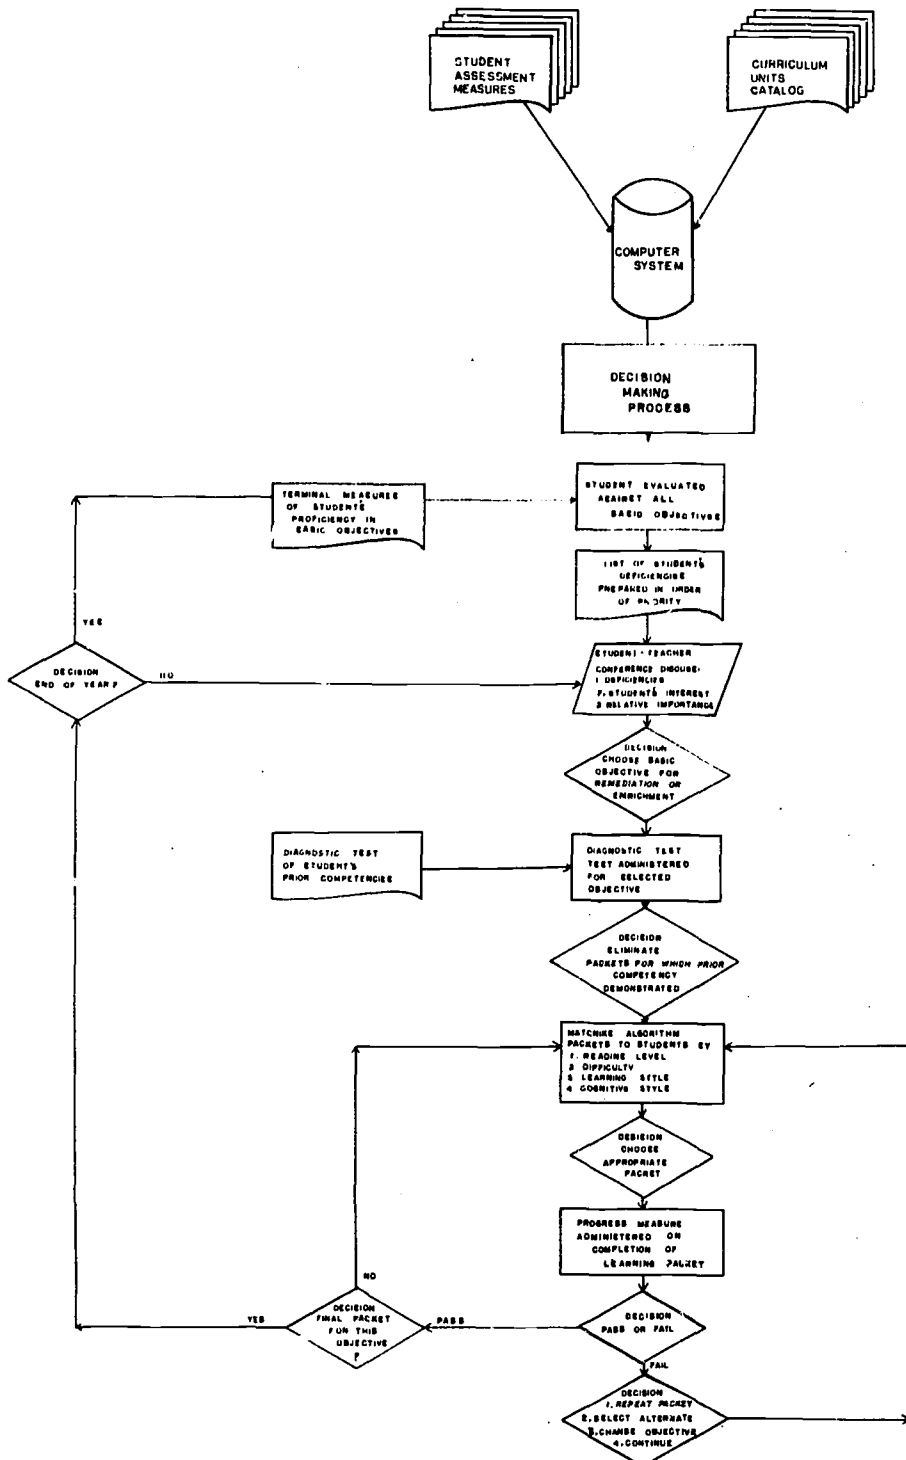 STUDENT
ASSESSMENT
MEASURES
CURRICULUM
UNITS
CATALOG
COMPUTER
SYSTEM
DECISION
MAKING
PROCESS
TERMINAL MEASURES
OF STUDENT'S
PROFICIENCY IN
BASIC OBJECTIVES
STUDENT EVALUATED
AGAINST ALL
BASIC OBJECTIVES
LIST OF STUDENT'S
DEFICIENCIES
PREPARED IN ORDER
OF PRIORITY
YES
DECISION
END OF YEAR?
NO
STUDENT-TEACHER
CONFERENCE DISCUSS:
1 DEFICIENCIES
2. STUDENT'S INTEREST
3 RELATIVE IMPORTANCE
DECISION
CHOOSE BASIC
OBJECTIVE FOR
REMEDIATION OR
ENRICHMENT
DIAGNOSTIC TEST
OF STUDENT'S
PRIOR COMPETENCIES
DIAGNOSTIC TEST
TEST ADMINISTERED
FOR SELECTED
OBJECTIVE
DECISION
ELIMINATE
PACKETS FOR WHICH PRIOR
COMPETENCY
DEMONSTRATED
MATCHING ALGORITHM
PACKETS TO STUDENTS BY
1. READING LEVEL
2 DIFFICULTY
3 LEARNING STYLE
4 COGNITIVE STYLE
DECISION
CHOOSE
APPROPRIATE
PACKET
PROGRESS MEASURE
ADMINISTERED ON
COMPLETION OF
LEARNING PACKET
NO
YES
DECISION
FINAL PACKET
FOR THIS
OBJECTIVE
?
PASS
DECISION
PASS OR FAIL
FAIL
DECISION
1. REPEAT PACKET
2. SELECT ALTERNATE
3. CHANGE OBJECTIVE
4. CONTINUE